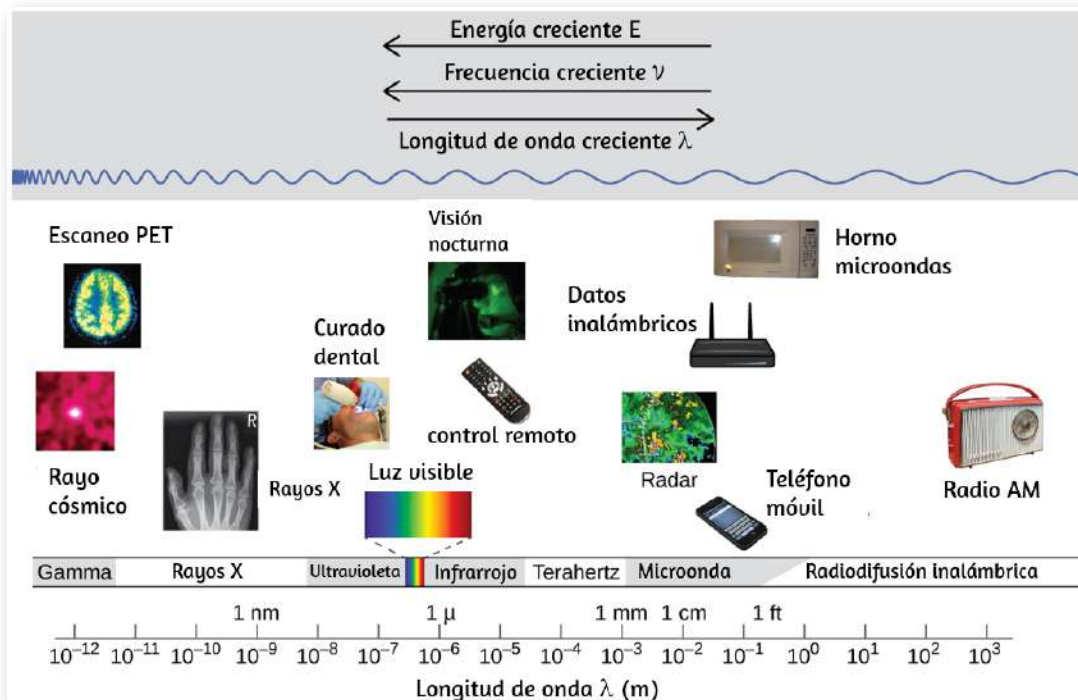 Energía creciente E
Frecuencia creciente ν
Longitud de onda creciente λ
Escaneo PET
Visión
nocturna
Horno
microondas
Datos
inalámbricos
Curado
dental
control remoto
Rayo
cósmico
R
Rayos X
Luz visible
Radar
Teléfono
móvil
Radio AM
Gamma Rayos X Ultravioleta Infrarrojo Terahertz Microonda Radiodifusión inalámbrica
1 nm 1 µ 1 mm 1 cm 1 ft
10⁻¹² 10⁻¹¹ 10⁻¹⁰ 10⁻⁹ 10⁻⁸ 10⁻⁷ 10⁻⁶ 10⁻⁵ 10⁻⁴ 10⁻³ 10⁻² 10⁻¹ 10⁰ 10¹ 10² 10³
Longitud de onda λ (m)